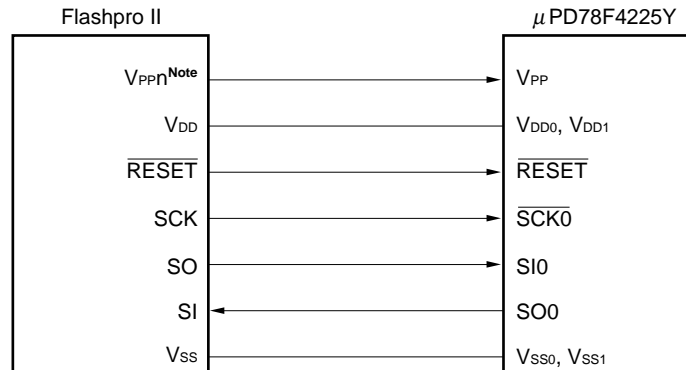 Flashpro II μPD78F4225Y
VPPnNote VPP
VDD VDD0, VDD1
RESET RESET
SCK SCK0
SO SI0
SI SO0
VSS VSS0, VSS1